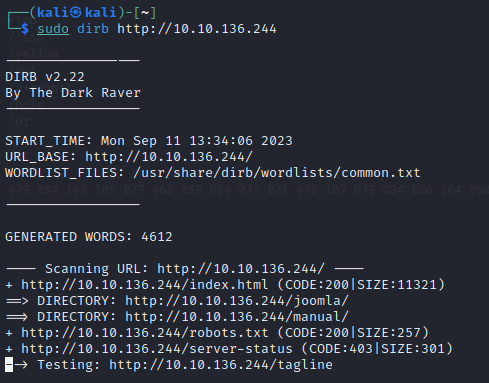 ┌──(kali㉿kali)-[~]
└─$ sudo dirb http://10.10.136.244
-----------------
DIRB v2.22
By The Dark Raver
-----------------
START_TIME: Mon Sep 11 13:34:06 2023
URL_BASE: http://10.10.136.244/
WORDLIST_FILES: /usr/share/dirb/wordlists/common.txt
-----------------
GENERATED WORDS: 4612
---- Scanning URL: http://10.10.136.244/ ----
+ http://10.10.136.244/index.html (CODE:200|SIZE:11321)
==> DIRECTORY: http://10.10.136.244/joomla/
==> DIRECTORY: http://10.10.136.244/manual/
+ http://10.10.136.244/robots.txt (CODE:200|SIZE:257)
+ http://10.10.136.244/server-status (CODE:403|SIZE:301)
--> Testing: http://10.10.136.244/tagline